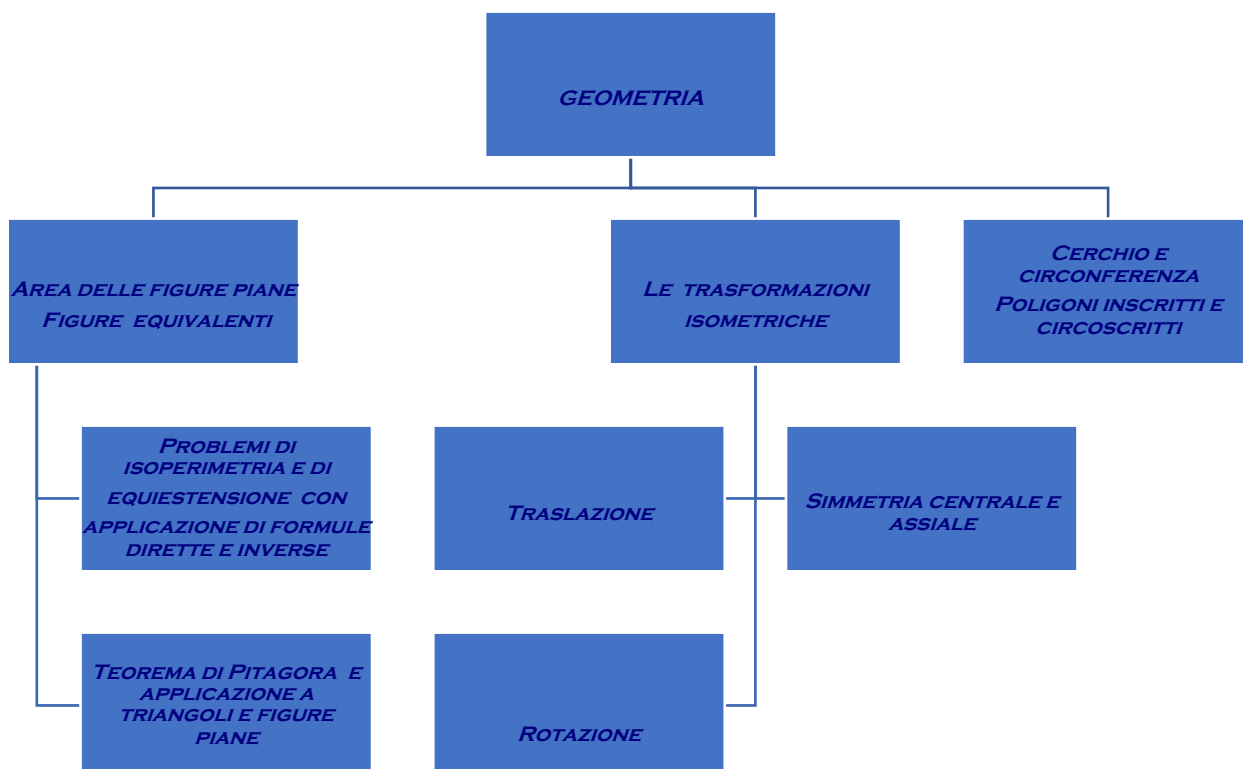 GEOMETRIA
AREA DELLE FIGURE PIANE
FIGURE EQUIVALENTI
LE TRASFORMAZIONI
ISOMETRICHE
CERCHIO E
CIRCONFERENZA
POLIGONI INSCRITTI E
CIRCOSCRITTI
PROBLEMI DI
ISOPERIMETRIA E DI
EQUIESTENSIONE CON
APPLICAZIONE DI FORMULE
DIRETTE E INVERSE
TRASLAZIONE
SIMMETRIA CENTRALE E
ASSIALE
TEOREMA DI PITAGORA E
APPLICAZIONE A
TRIANGOLI E FIGURE
PIANE
ROTAZIONE